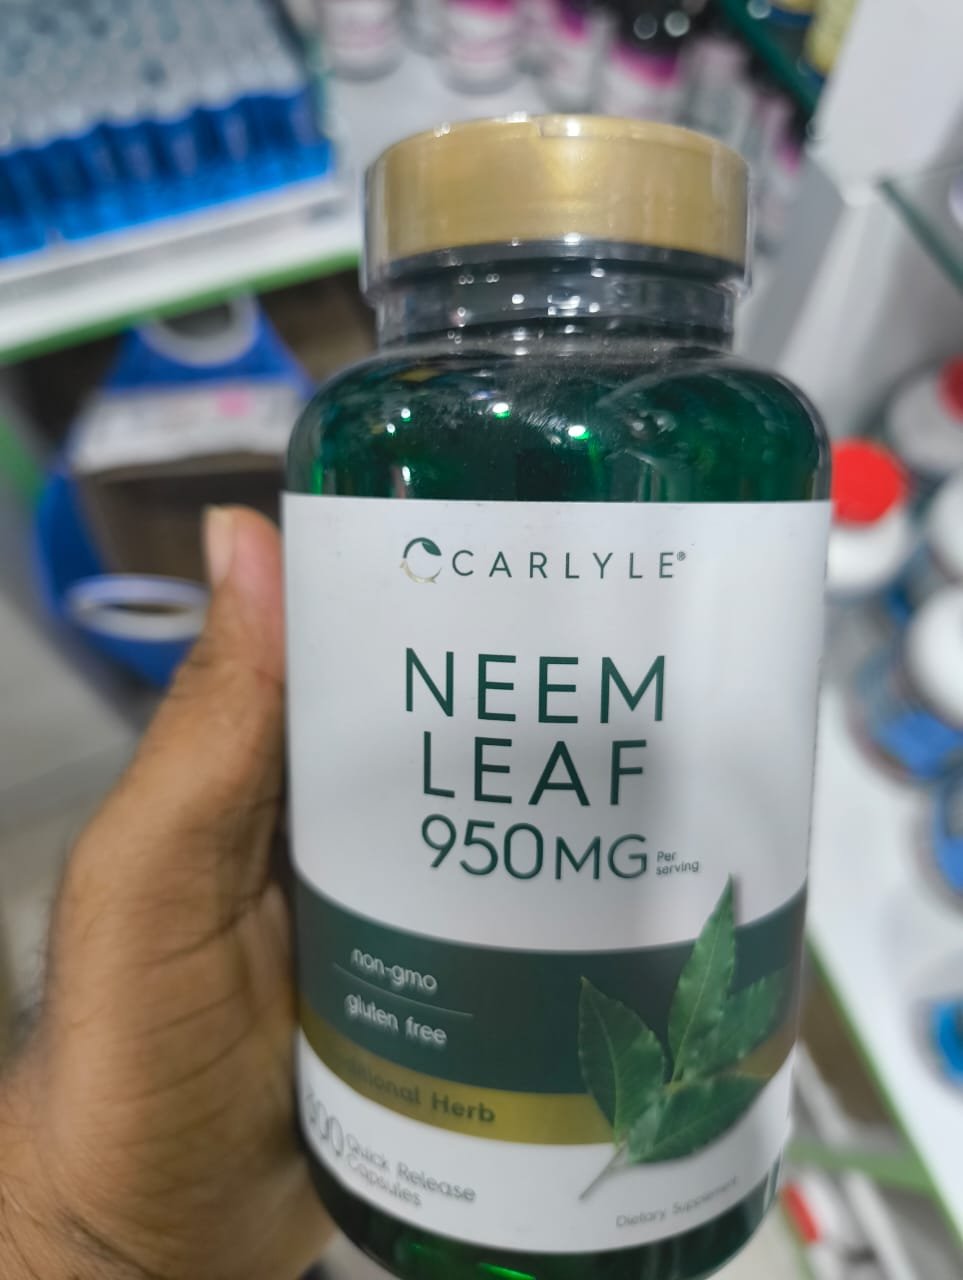 CARLYLE®
NEEM
LEAF
950MG Per serving
non-gmo
gluten free
Herb
Quick Release
Capsules
Dietary Supplement